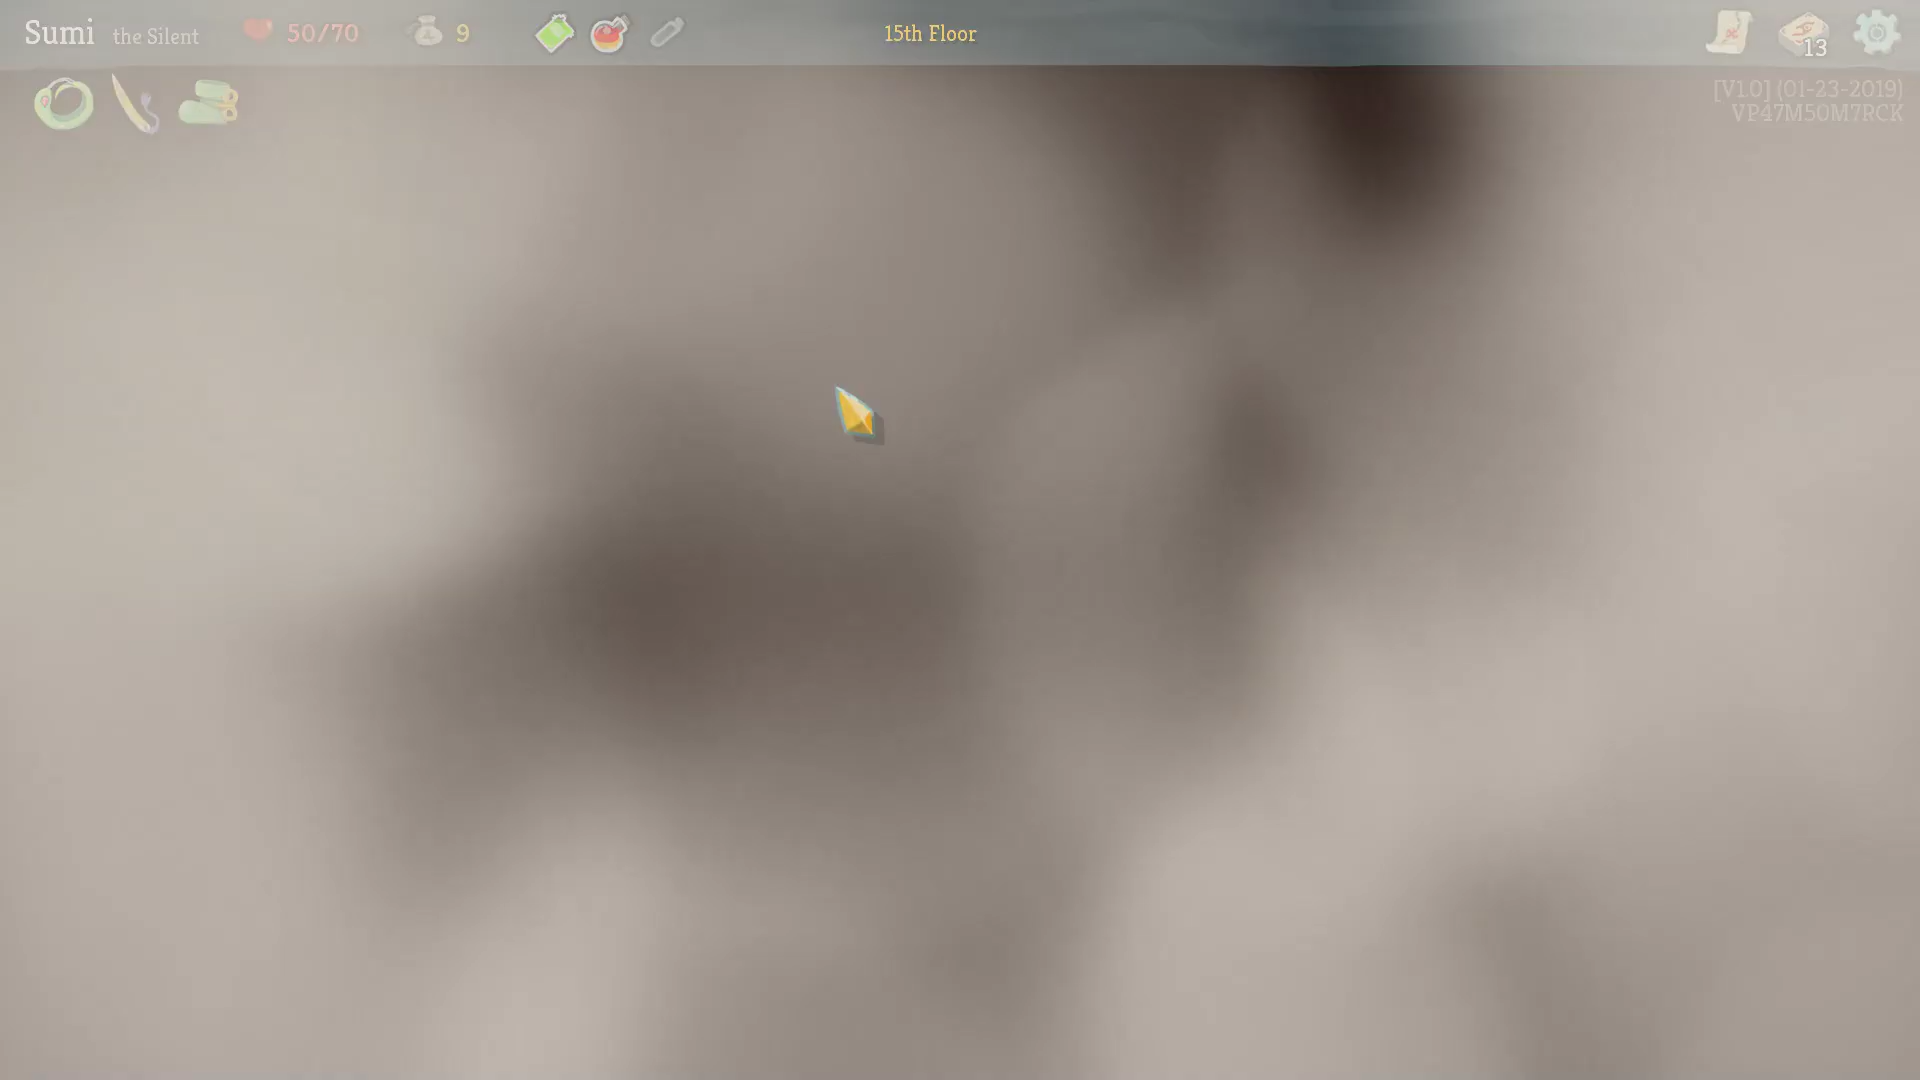 Sumi the Silent 50/70 9 15th Floor 13
[V1.0] (01-23-2019)
VP47M50M7RCK